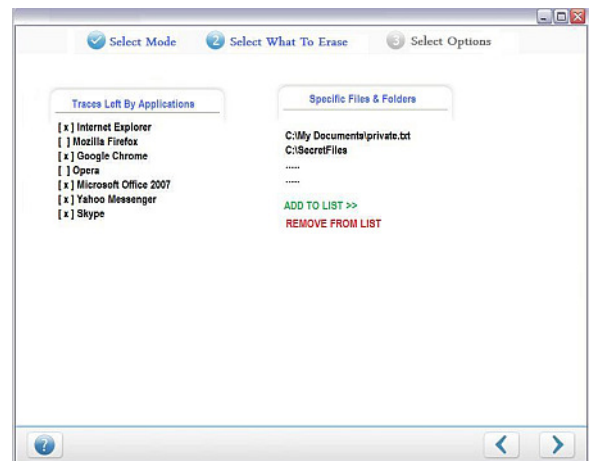 Select Mode
2 Select What To Erase
3 Select Options
Traces Left By Applications
[ x ] Internet Explorer
[ ] Mozilla Firefox
[ x ] Google Chrome
[ ] Opera
[ x ] Microsoft Office 2007
[ x ] Yahoo Messenger
[ x ] Skype
Specific Files & Folders
C:\My Documents\private.txt
C:\SecretFiles
.....
.....
ADD TO LIST >>
REMOVE FROM LIST
?